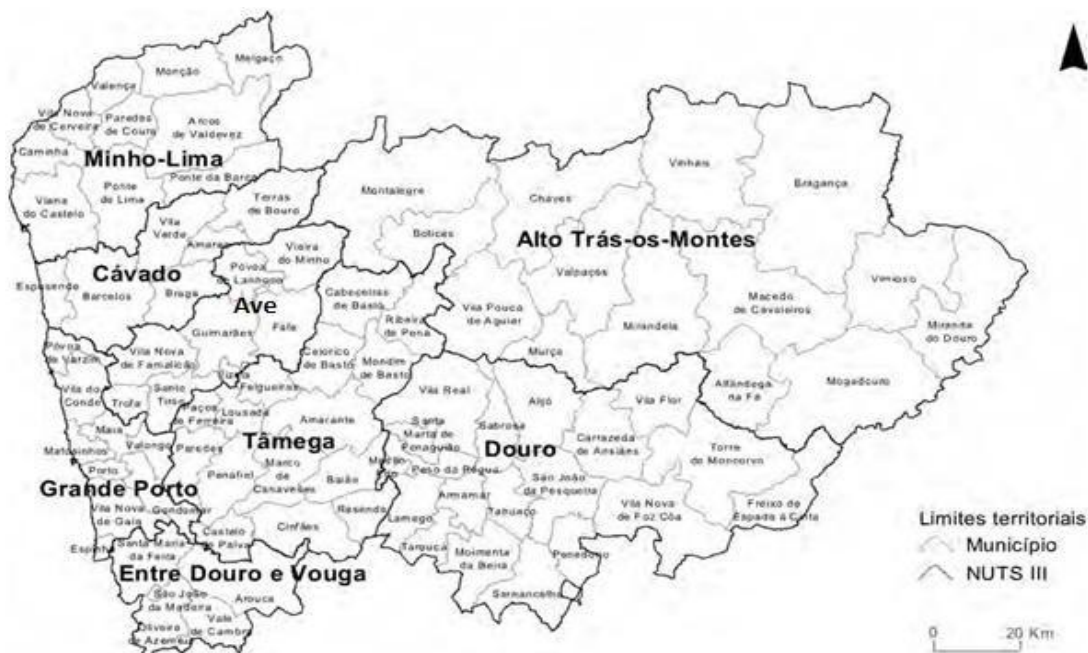 Melgaço
Monção
Valença
Vila Nova
de Cerveira
Paredes
de Coura
Arcos
de Valdevez
Caminha
Minho-Lima
Ponte da Barca
Viana
do Castelo
Ponte
de Lima
Terras
de Bouro
Vila
Verde
Amares
Vieira
do Minho
Cávado
Póvoa
de Lanhoso
Esposende
Barcelos
Braga
Ave
Guimarães
Fafe
Póvoa
de Varzim
Vila Nova
de Famalicão
Vizela
Vila do
Conde
Trofa
Santo
Tirso
Montalegre
Boticas
Chaves
Vinhais
Bragança
Alto Trás-os-Montes
Valpaços
Vimioso
Cabeceiras
de Basto
Ribeira
de Pena
Vila Pouca
de Aguiar
Mirandela
Macedo
de Cavaleiros
Miranda
do Douro
Celorico
de Basto
Mondim
de Basto
Murça
Alfândega
da Fé
Mogadouro
Felgueiras
Paços
de Ferreira
Lousada
Amarante
Vila Real
Alijó
Vila Flor
Maia
Matosinhos
Valongo
Paredes
Tâmega
Santa
Marta de
Penaguião
Sabrosa
Douro
Carrazeda
de Ansiães
Torre
de Moncorvo
Porto
Penafiel
Marco
de
Canaveses
Baião
Peso da Régua
São João
da Pesqueira
Grande Porto
Vila Nova
de Gaia
Gondomar
Castelo
de Paiva
Cinfães
Resende
Lamego
Armamar
Tabuaço
Vila Nova
de Foz Côa
Freixo de
Espada à Cinta
Espinho
Santa Maria
da Feira
Tarouca
Moimenta
da Beira
Penedono
Entre Douro e Vouga
Sernancelhe
São João
da Madeira
Arouca
Vale
de Cambra
Oliveira
de Azeméis
Limites territoriais
Município
NUTS III
0 20 Km